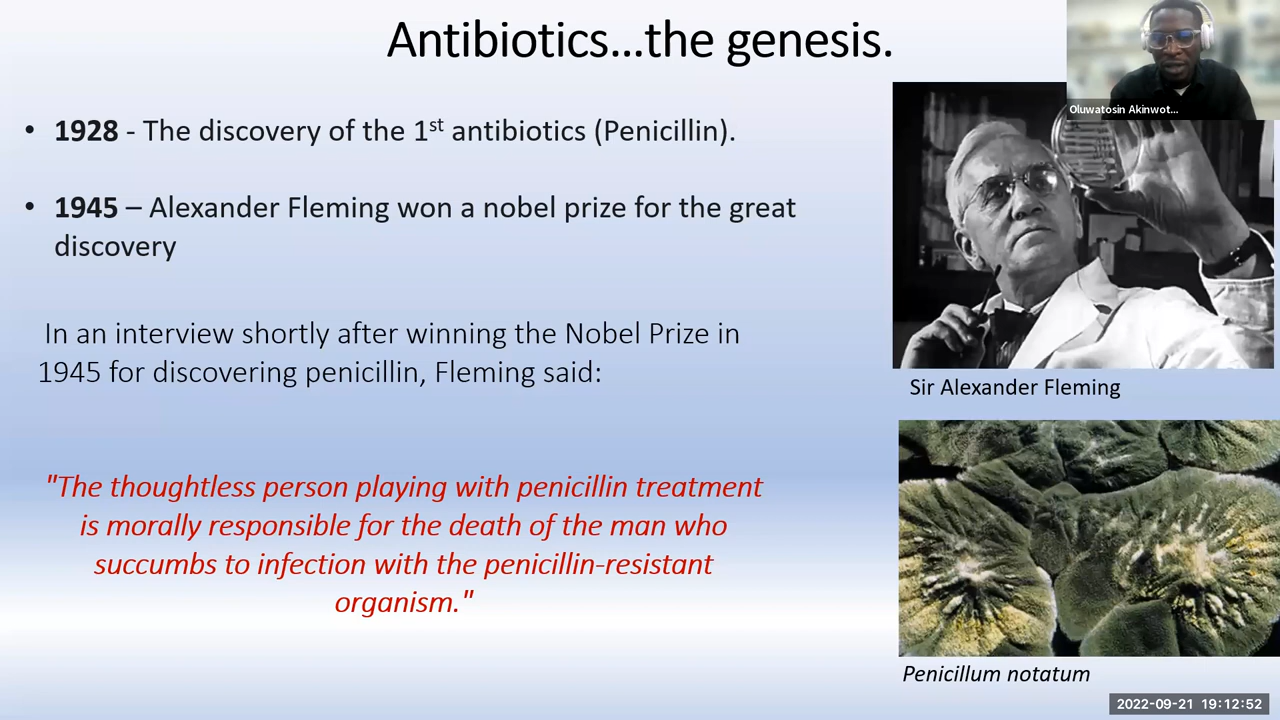 Antibiotics...the genesis.
Oluwatosin Akinwot...
• 1928 - The discovery of the 1st antibiotics (Penicillin).
• 1945 – Alexander Fleming won a nobel prize for the great
discovery
In an interview shortly after winning the Nobel Prize in
1945 for discovering penicillin, Fleming said:
Sir Alexander Fleming
"The thoughtless person playing with penicillin treatment
is morally responsible for the death of the man who
succumbs to infection with the penicillin-resistant
organism."
Penicillum notatum
2022-09-21 19:12:52